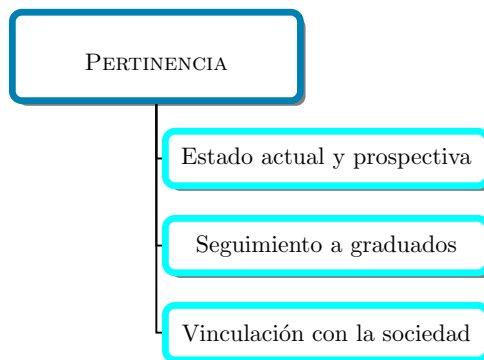 PERTINENCIA
Estado actual y prospectiva
Seguimiento a graduados
Vinculación con la sociedad